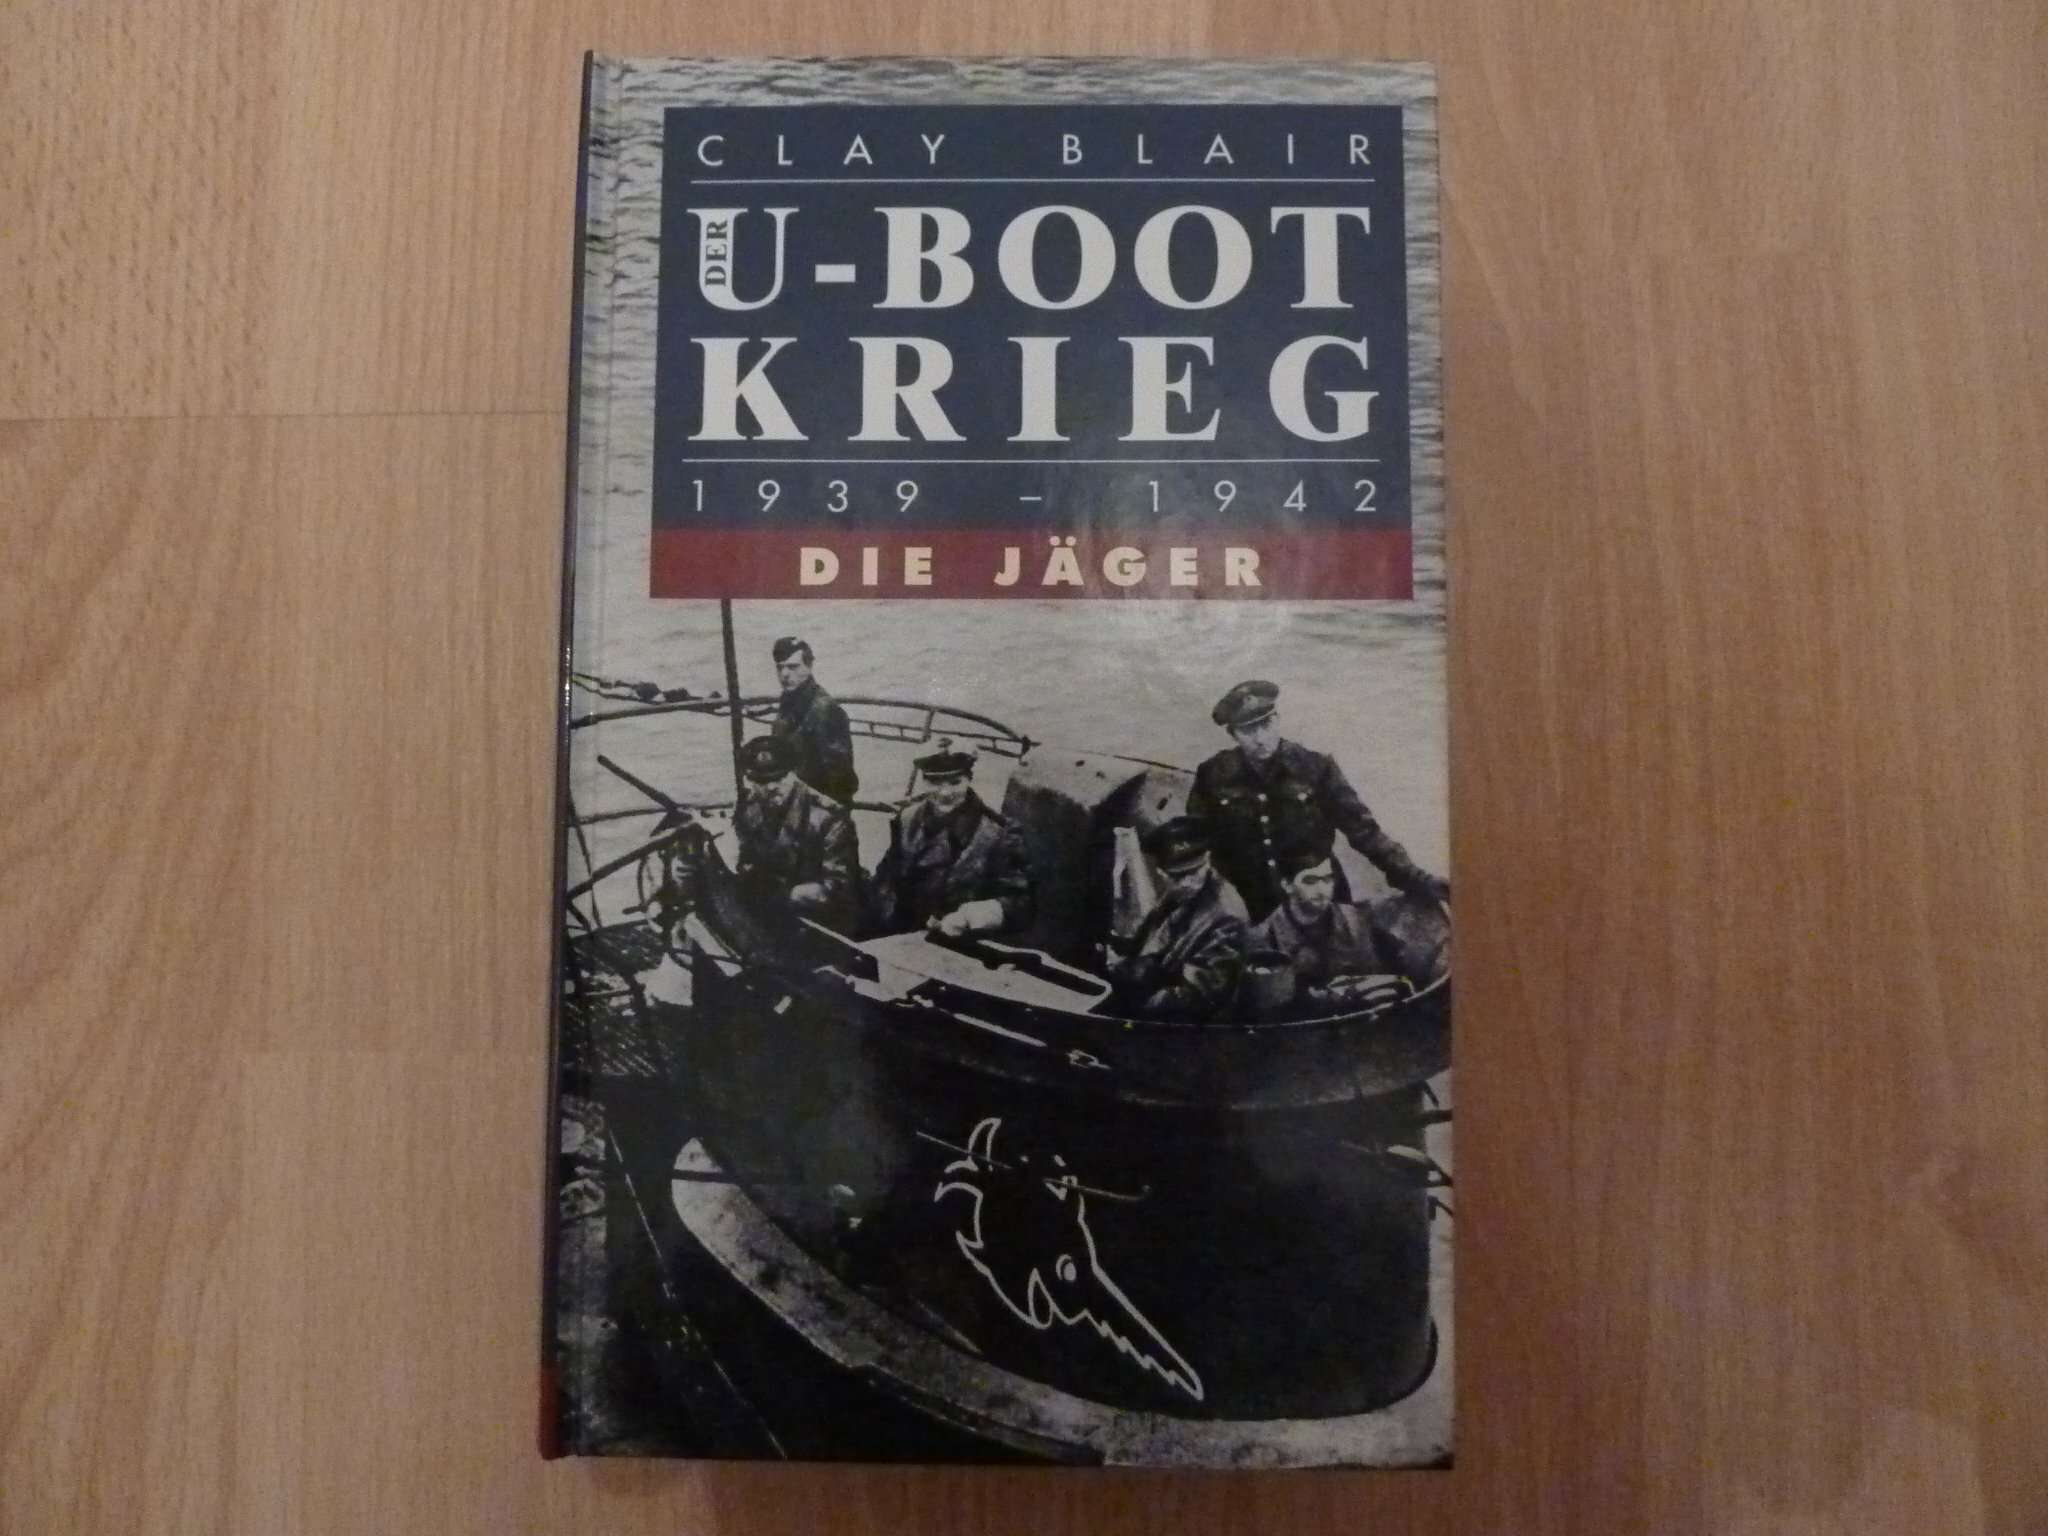 CLAY BLAIR
DER
U-BOOT
KRIEG
1939 – 1942
DIE JÄGER